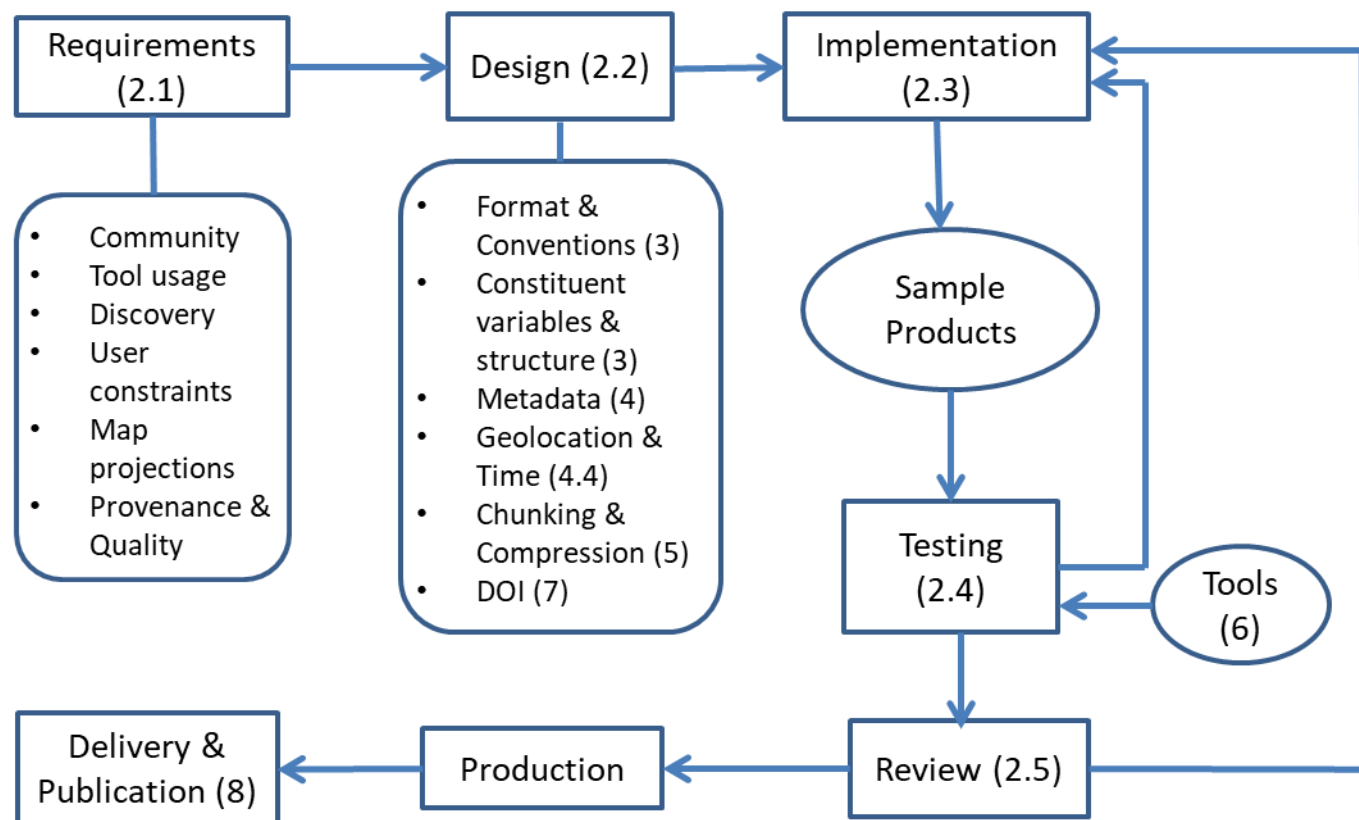 Requirements
(2.1)
Design (2.2)
Implementation
(2.3)
• Community
• Tool usage
• Discovery
• User
constraints
• Map
projections
• Provenance &
Quality
• Format &
Conventions (3)
• Constituent
variables &
structure (3)
• Metadata (4)
• Geolocation &
Time (4.4)
• Chunking &
Compression (5)
• DOI (7)
Sample
Products
Testing
(2.4)
Tools
(6)
Delivery &
Publication (8)
Production
Review (2.5)